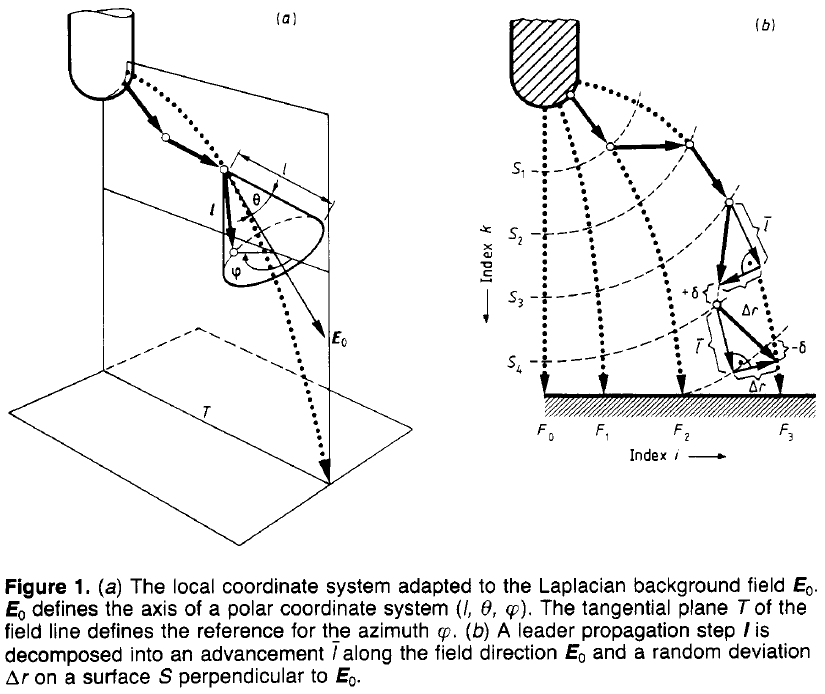 (a)
l
θ
l
φ
E₀
T
(b)
Index k
S₁
S₂
S₃
S₄
l̅
+δ
Δr
l̅
-δ
Δr
F₀ F₁ F₂ F₃
Index i
Figure 1. (a) The local coordinate system adapted to the Laplacian background field E₀.
E₀ defines the axis of a polar coordinate system (l, θ, φ). The tangential plane T of the
field line defines the reference for the azimuth φ. (b) A leader propagation step l is
decomposed into an advancement l̅ along the field direction E₀ and a random deviation
Δr on a surface S perpendicular to E₀.